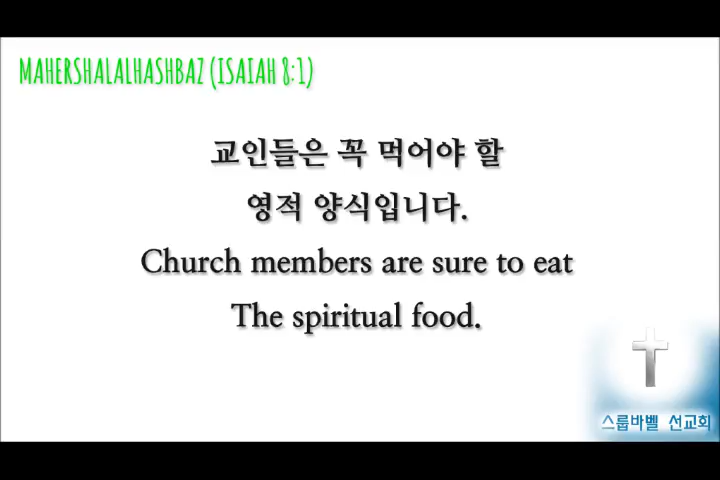 MAHERSHALALHASHBAZ (ISAIAH 8:1)
교인들은 꼭 먹어야 할
영적 양식입니다.
Church members are sure to eat
The spiritual food.
스룹바벨 선교회